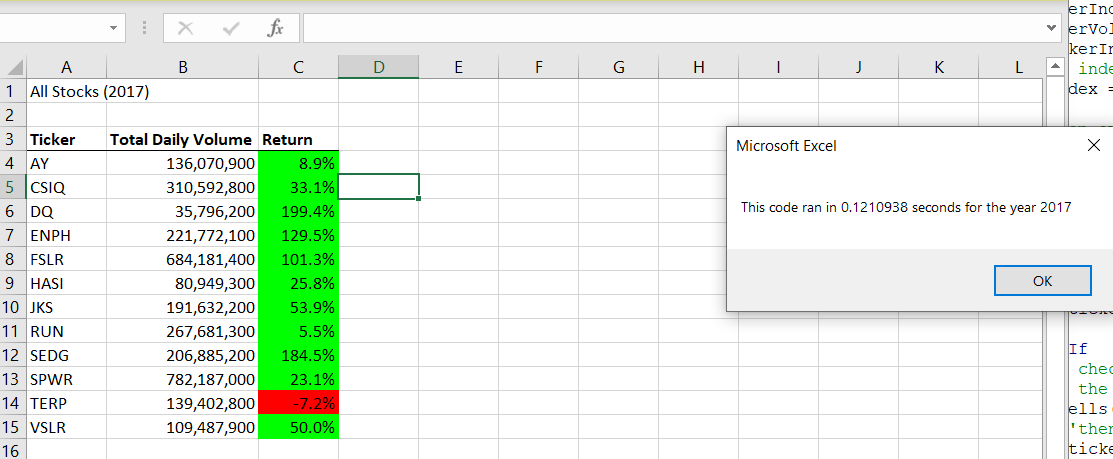 fx
A B C D E F G H I J K L
1 All Stocks (2017)
2
3 Ticker Total Daily Volume Return
4 AY 136,070,900 8.9%
5 CSIQ 310,592,800 33.1%
6 DQ 35,796,200 199.4%
7 ENPH 221,772,100 129.5%
8 FSLR 684,181,400 101.3%
9 HASI 80,949,300 25.8%
10 JKS 191,632,200 53.9%
11 RUN 267,681,300 5.5%
12 SEDG 206,885,200 184.5%
13 SPWR 782,187,000 23.1%
14 TERP 139,402,800 -7.2%
15 VSLR 109,487,900 50.0%
16
Microsoft Excel
This code ran in 0.1210938 seconds for the year 2017
OK
erInd
erVol
kerIn
inde
dex =
If
chec
the
ells(
'then
ticke